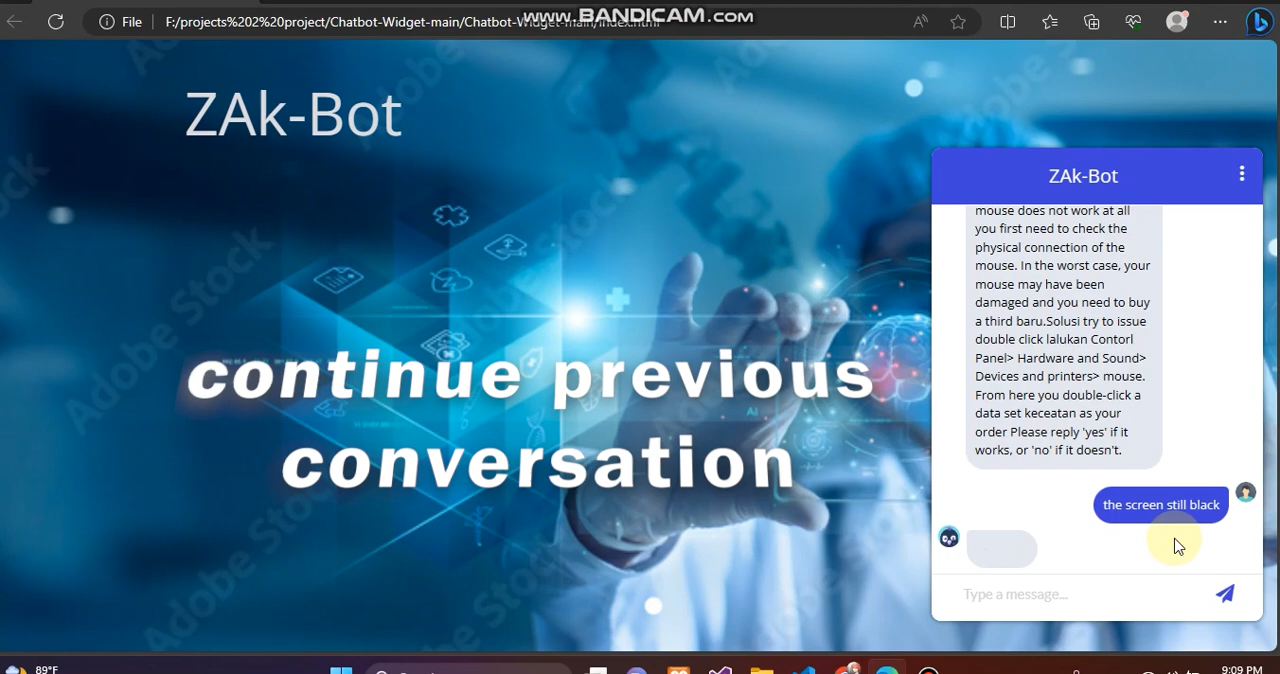 www.BANDICAM.com
File
F:/projects%202%20project/Chatbot-Widget-main/Chatbot-Widget-main/index.html
ZAk-Bot
continue previous
conversation
ZAk-Bot
mouse does not work at all
you first need to check the
physical connection of the
mouse. In the worst case, your
mouse may have been
damaged and you need to buy
a third baru.Solusi try to issue
double click lalukan Contorl
Panel> Hardware and Sound>
Devices and printers> mouse.
From here you double-click a
data set keceatan as your
order Please reply 'yes' if it
works, or 'no' if it doesn't.
the screen still black
Type a message...
Adobe Stock
AI
89°F
9:09 PM